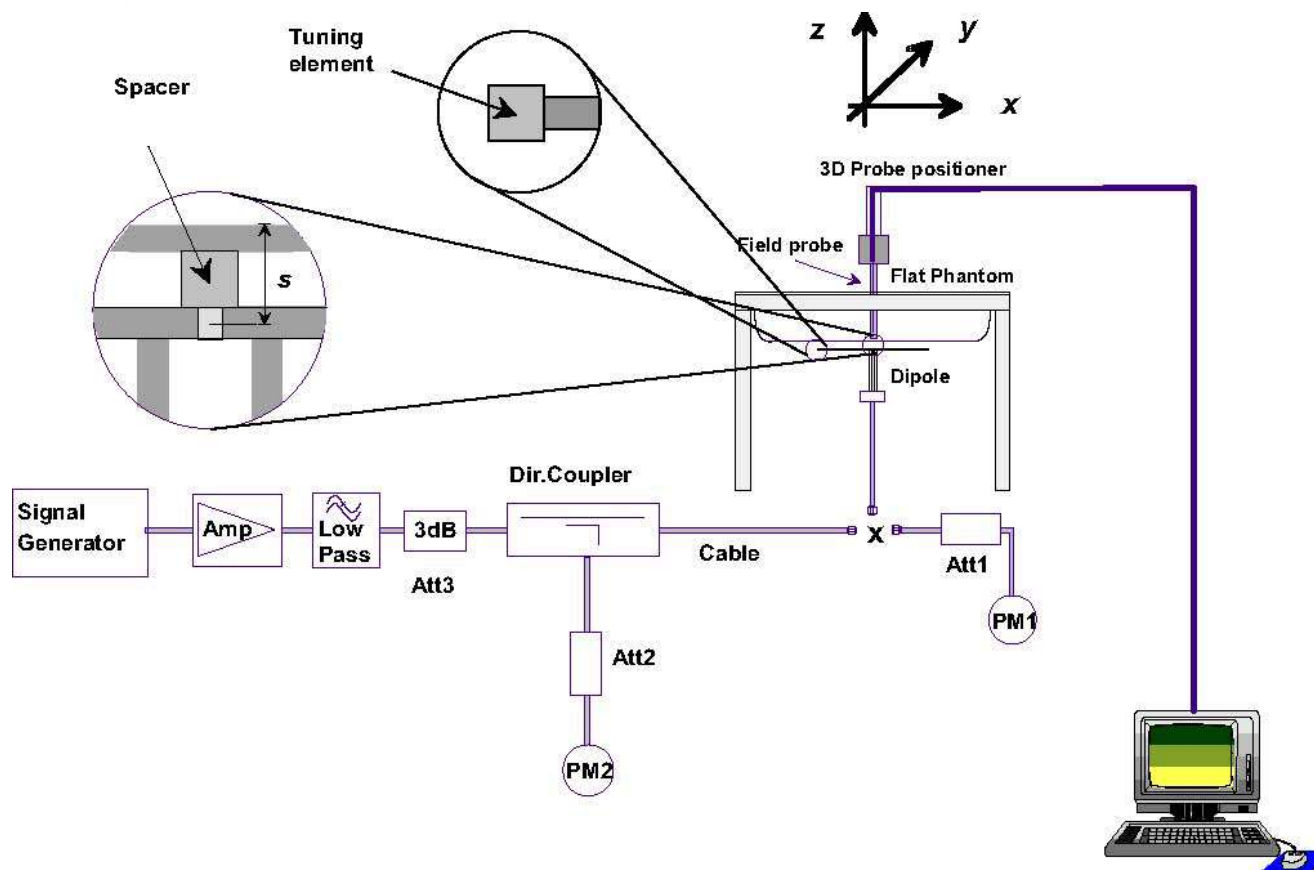 Tuning
element
Spacer
s
z
y
x
3D Probe positioner
Field probe
Flat Phantom
Dipole
Dir.Coupler
Signal
Generator
Amp
Low
Pass
3dB
Att3
Cable
x
Att1
PM1
Att2
PM2